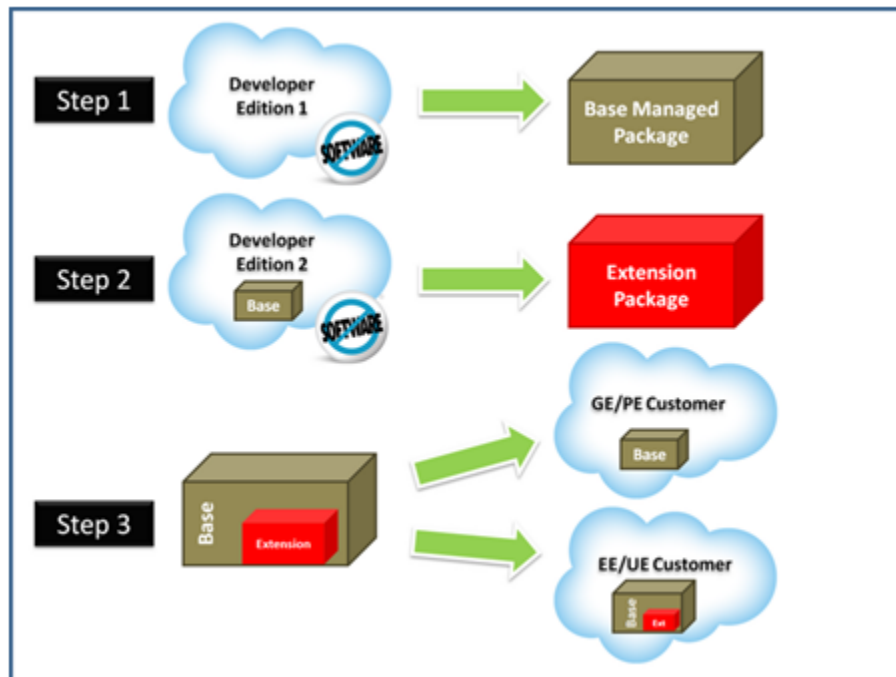 Step 1
Developer
Edition 1
SOFTWARE
Base Managed
Package
Step 2
Developer
Edition 2
Base
SOFTWARE
Extension
Package
Step 3
Base
Extension
GE/PE Customer
Base
EE/UE Customer
Base
Ext